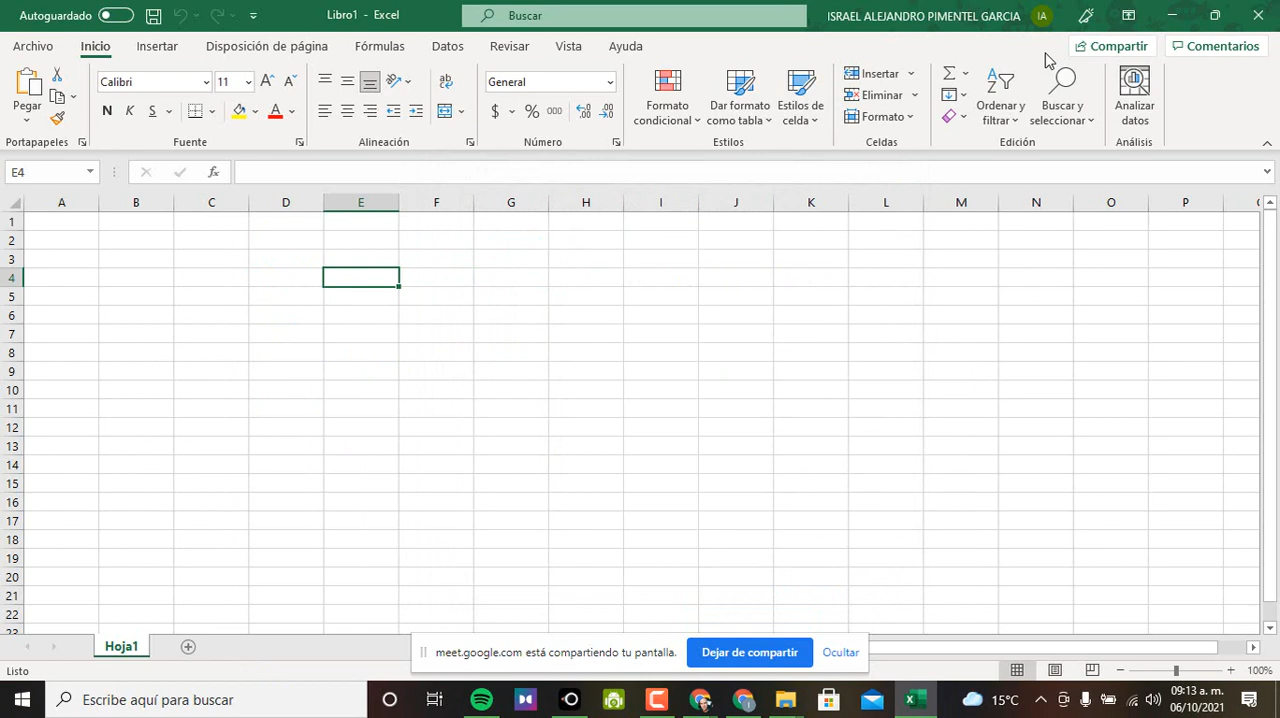 Autoguardado Libro1 - Excel Buscar ISRAEL ALEJANDRO PIMENTEL GARCIA IA
Archivo Inicio Insertar Disposición de página Fórmulas Datos Revisar Vista Ayuda Compartir Comentarios
Pegar
Calibri 11
N K S
General
$ % 000
Formato condicional
Dar formato como tabla
Estilos de celda
Insertar
Eliminar
Formato
Ordenar y filtrar
Buscar y seleccionar
Analizar datos
Portapapeles Fuente Alineación Número Estilos Celdas Edición Análisis
E4 fx
A B C D E F G H I J K L M N O P
1
2
3
4
5
6
7
8
9
10
11
12
13
14
15
16
17
18
19
20
21
22
23
Hoja1
meet.google.com está compartiendo tu pantalla. Dejar de compartir Ocultar
Listo 100%
Escribe aquí para buscar 15°C 09:13 a. m.
06/10/2021